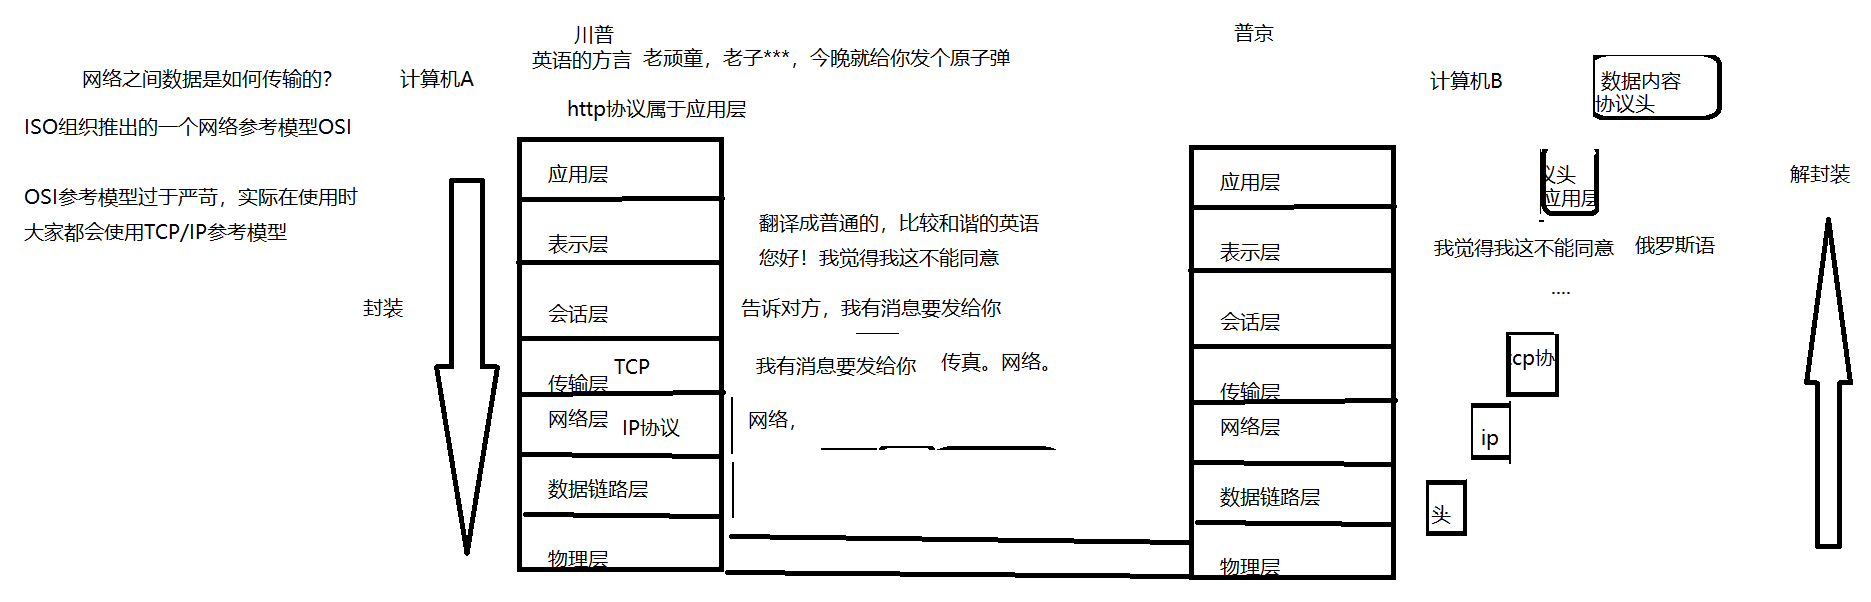 川普
普京
英语的方言 老顽童，老子***，今晚就给你发个原子弹
网络之间数据是如何传输的？
计算机A
计算机B
数据内容
协议头
http协议属于应用层
ISO组织推出的一个网络参考模型OSI
OSI参考模型过于严苛，实际在使用时
大家都会使用TCP/IP参考模型
封装
应用层
表示层
会话层
TCP
传输层
网络层
IP协议
数据链路层
物理层
翻译成普通的，比较和谐的英语
您好！我觉得我这不能同意
告诉对方，我有消息要发给你
我有消息要发给你
传真。网络。
网络，
应用层
表示层
会话层
传输层
网络层
数据链路层
物理层
议头
应用层
解封装
我觉得我这不能同意
俄罗斯语
....
cp协
ip
头